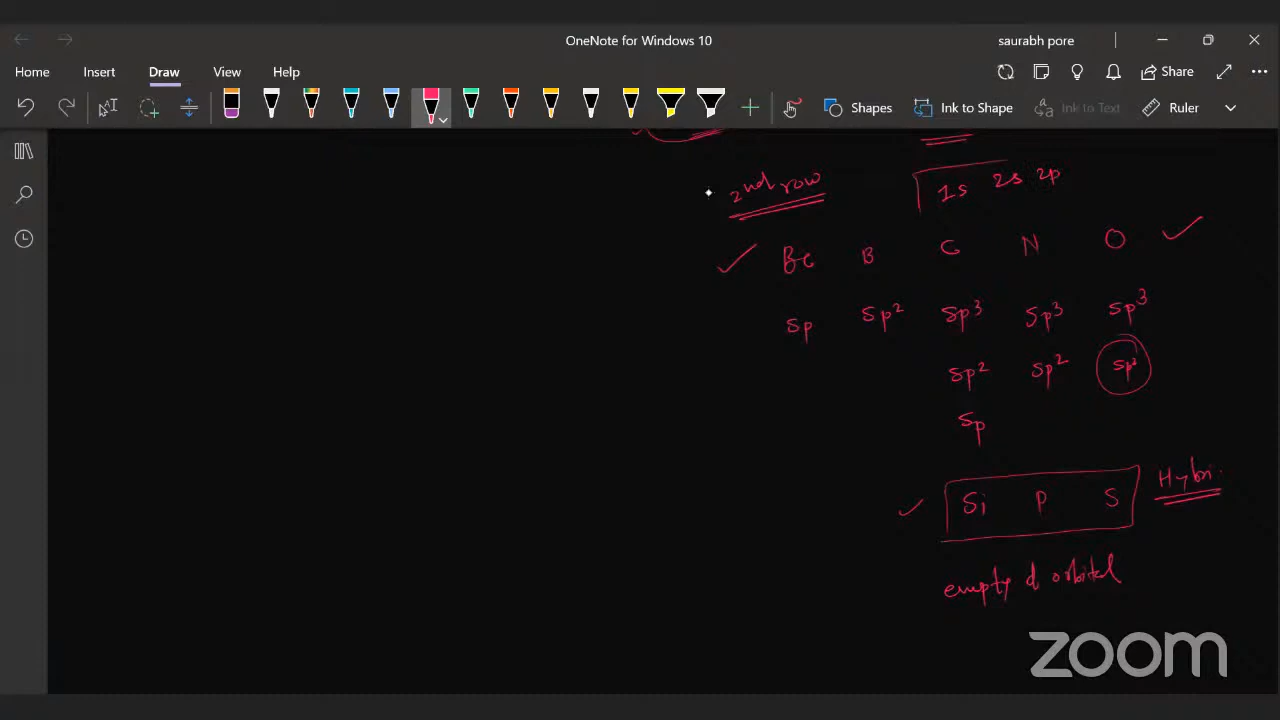 OneNote for Windows 10
saurabh pore
Home Insert Draw View Help
Share
Shapes Ink to Shape Ink to Text Ruler
2nd row
1s 2s 2p
Be B C N O
sp sp² sp³ sp³ sp³
sp² sp² sp²
sp
Si P S
Hybri.
empty d orbital
zoom